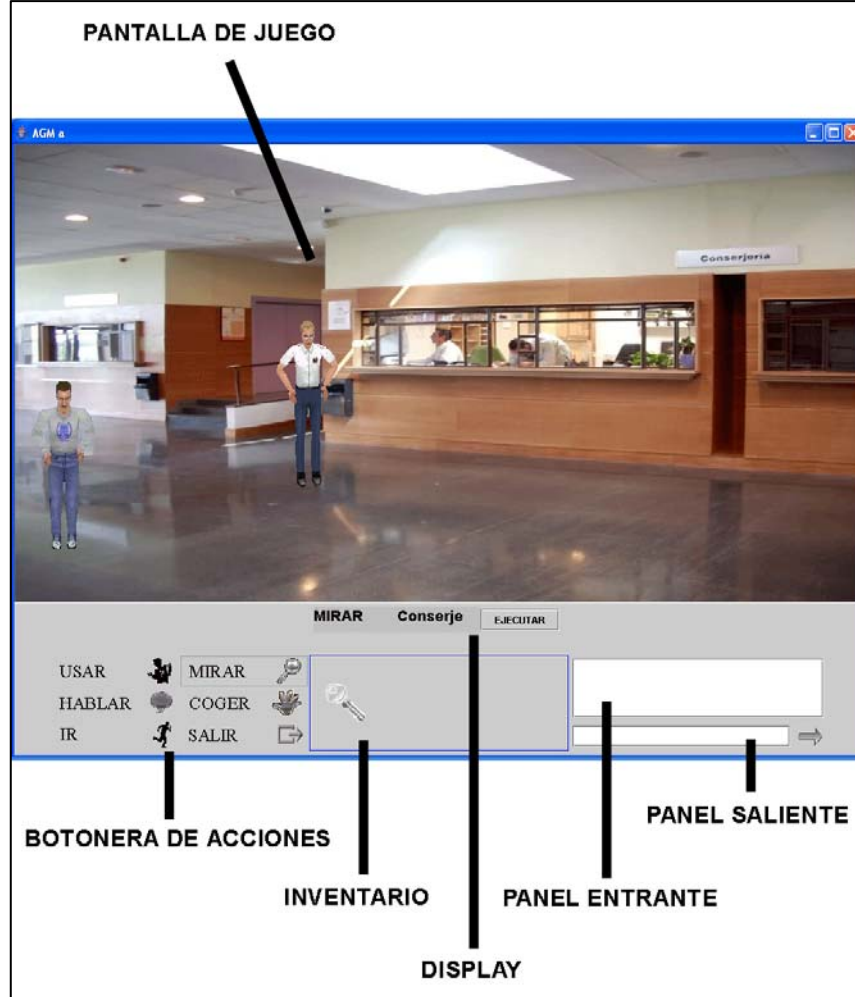 PANTALLA DE JUEGO
AGM a
Conserjería
MIRAR Conserje EJECUTAR
USAR MIRAR
HABLAR COGER
IR SALIR
PANEL SALIENTE
BOTONERA DE ACCIONES
INVENTARIO
PANEL ENTRANTE
DISPLAY